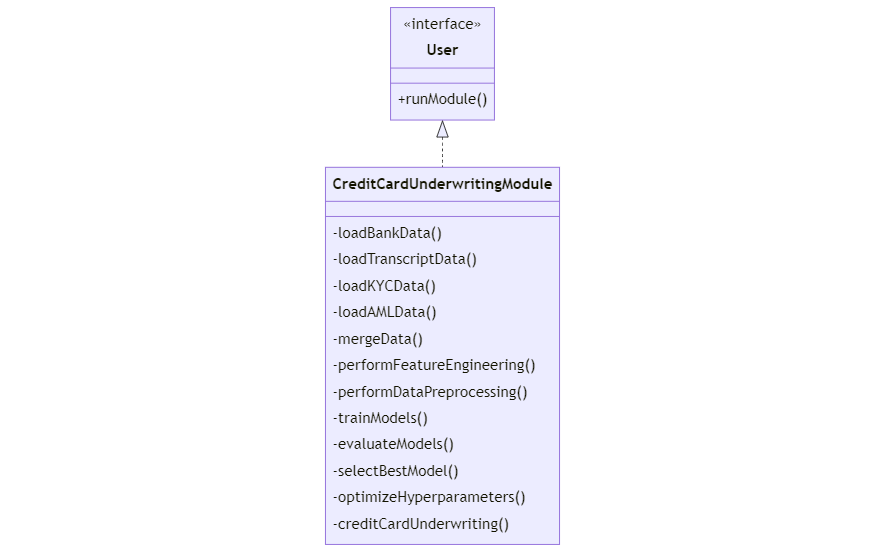 «interface»
User
+runModule()
CreditCardUnderwritingModule
-loadBankData()
-loadTranscriptData()
-loadKYCData()
-loadAMLData()
-mergeData()
-performFeatureEngineering()
-performDataPreprocessing()
-trainModels()
-evaluateModels()
-selectBestModel()
-optimizeHyperparameters()
-creditCardUnderwriting()